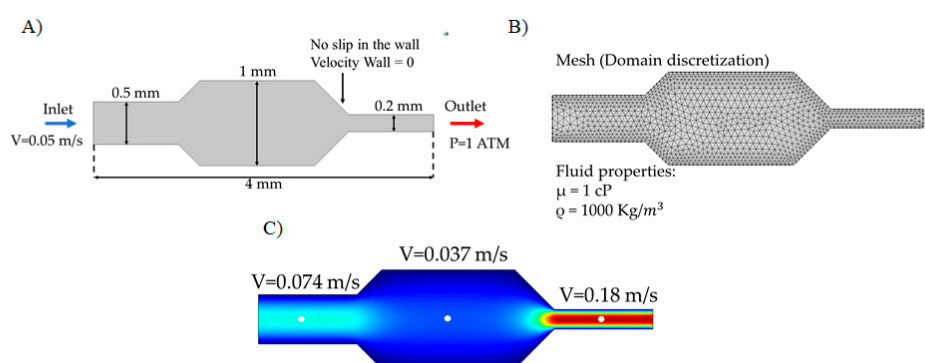 A)
No slip in the wall
Velocity Wall = 0
1 mm
0.5 mm
0.2 mm
Inlet
Outlet
V=0.05 m/s
P=1 ATM
4 mm
B)
Mesh (Domain discretization)
Fluid properties:
μ = 1 cP
ϱ = 1000 Kg/m³
C)
V=0.037 m/s
V=0.074 m/s
V=0.18 m/s